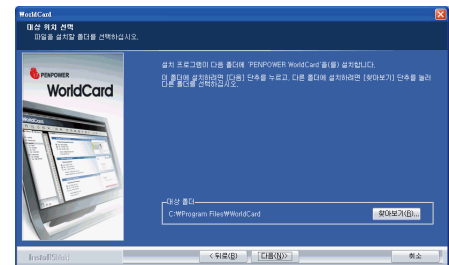 WorldCard
대상 위치 선택
파일을 설치할 폴더를 선택하십시오.
PENPOWER
WorldCard
설치 프로그램이 다음 폴더에 'PENPOWER WorldCard'을(를) 설치합니다.
이 폴더에 설치하려면 [다음] 단추를 누르고, 다른 폴더에 설치하려면 [찾아보기] 단추를 눌러
다른 폴더를 선택하십시오.
대상 폴더
C:₩Program Files₩WorldCard
찾아보기(R)...
InstallShield
< 뒤로(B)
다음(N)>
취소